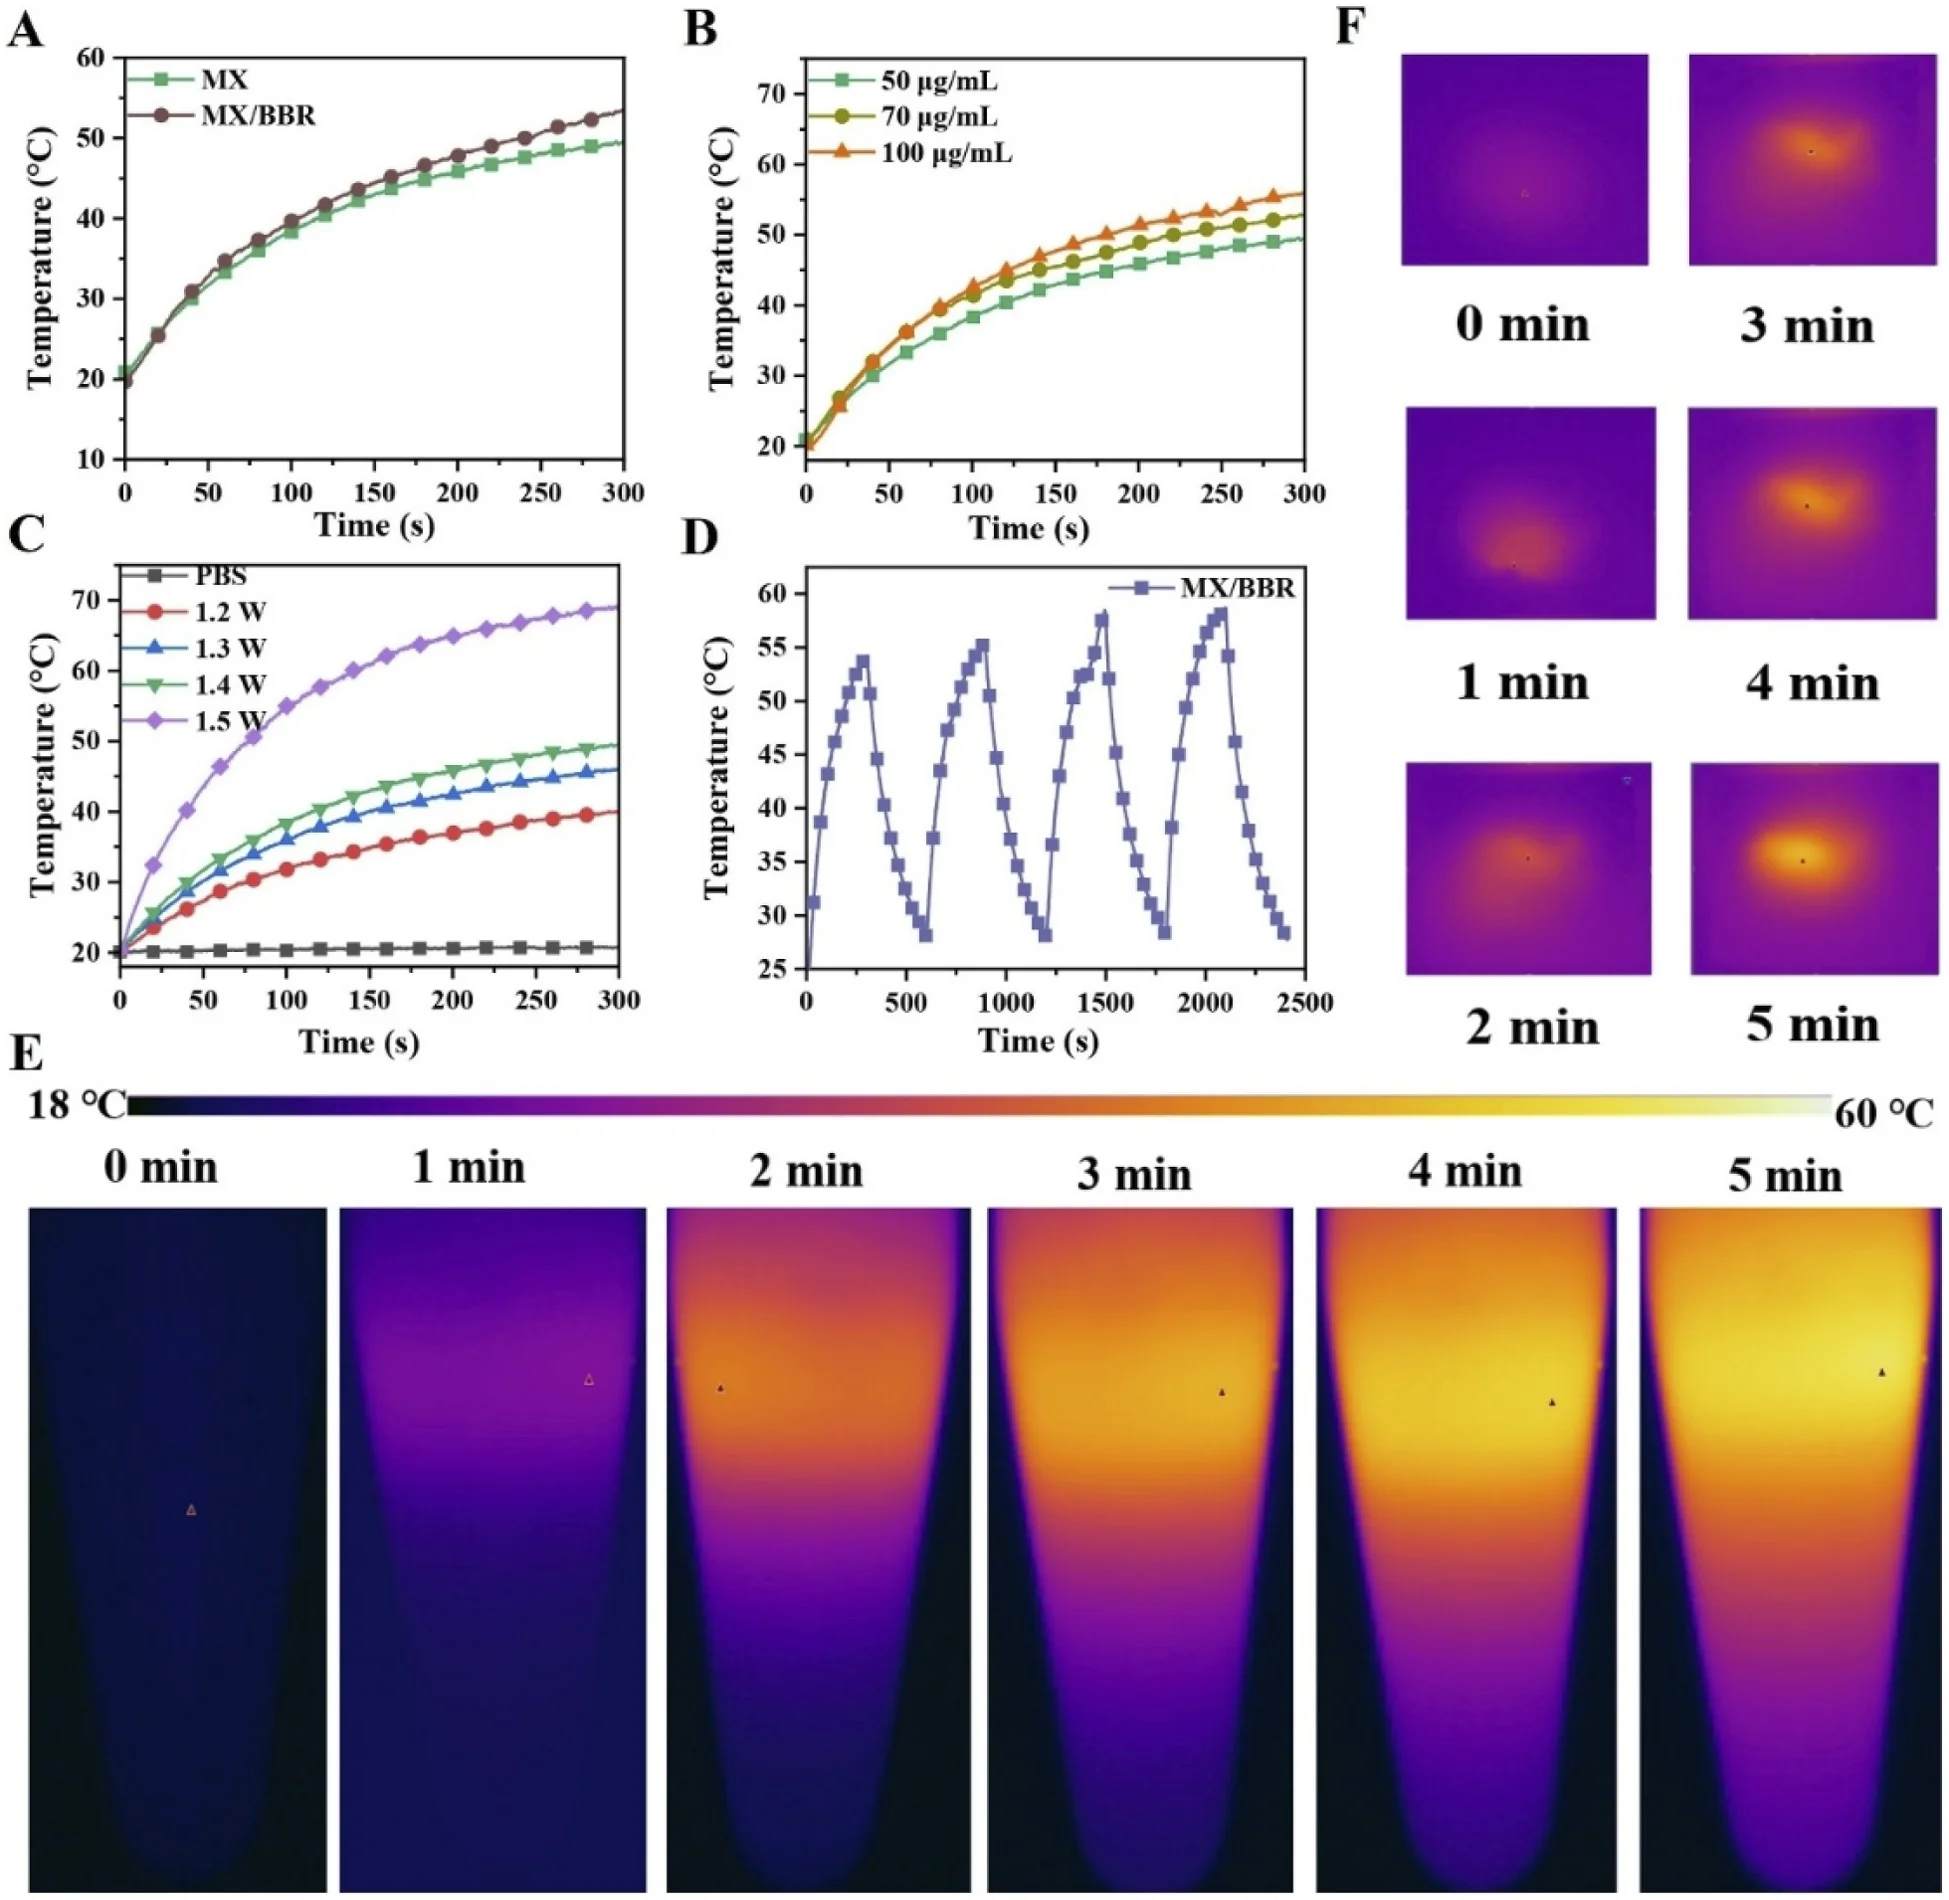 A
60
50
40
30
20
10
Temperature (°C)
MX
MX/BBR
0 50 100 150 200 250 300
Time (s)
B
70
60
50
40
30
20
Temperature (°C)
50 μg/mL
70 μg/mL
100 μg/mL
0 50 100 150 200 250 300
Time (s)
C
70
60
50
40
30
20
Temperature (°C)
PBS
1.2 W
1.3 W
1.4 W
1.5 W
0 50 100 150 200 250 300
Time (s)
D
60
55
50
45
40
35
30
25
Temperature (°C)
MX/BBR
0 500 1000 1500 2000 2500
Time (s)
F
0 min 3 min
1 min 4 min
2 min 5 min
E
18 °C 60 °C
0 min 1 min 2 min 3 min 4 min 5 min